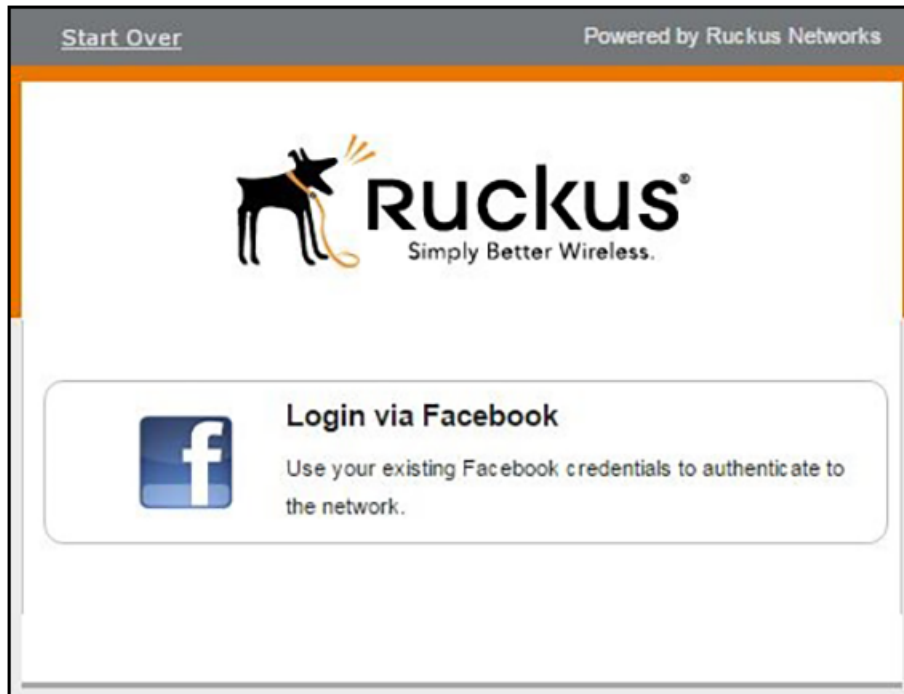 Start Over
Powered by Ruckus Networks
RUCKUS®
Simply Better Wireless.
Login via Facebook
Use your existing Facebook credentials to authenticate to
the network.